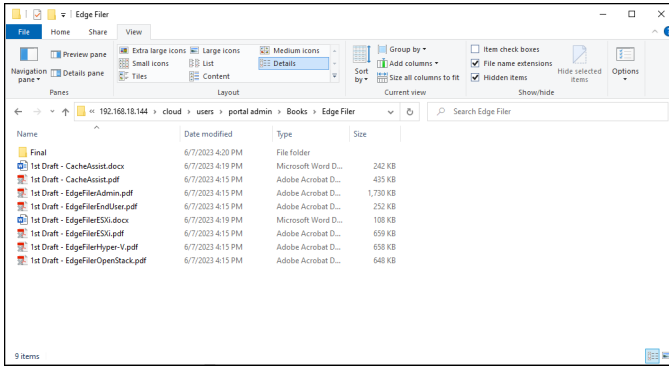 Edge Filer
File Home Share View
Navigation pane
Preview pane
Details pane
Panes
Extra large icons Large icons Medium icons
Small icons List Details
Tiles Content
Layout
Sort by
Group by
Add columns
Size all columns to fit
Current view
Item check boxes
File name extensions
Hidden items
Hide selected items
Show/hide
Options
« 192.168.18.144 › cloud › users › portal admin › Books › Edge Filer
Search Edge Filer
Name Date modified Type Size
Final 6/7/2023 4:20 PM File folder
1st Draft - CacheAssist.docx 6/7/2023 4:19 PM Microsoft Word D... 242 KB
1st Draft - CacheAssist.pdf 6/7/2023 4:15 PM Adobe Acrobat D... 435 KB
1st Draft - EdgeFilerAdmin.pdf 6/7/2023 4:15 PM Adobe Acrobat D... 1,730 KB
1st Draft - EdgeFilerEndUser.pdf 6/7/2023 4:15 PM Adobe Acrobat D... 252 KB
1st Draft - EdgeFilerESXi.docx 6/7/2023 4:19 PM Microsoft Word D... 108 KB
1st Draft - EdgeFilerESXi.pdf 6/7/2023 4:15 PM Adobe Acrobat D... 659 KB
1st Draft - EdgeFilerHyper-V.pdf 6/7/2023 4:15 PM Adobe Acrobat D... 658 KB
1st Draft - EdgeFilerOpenStack.pdf 6/7/2023 4:15 PM Adobe Acrobat D... 648 KB
9 items